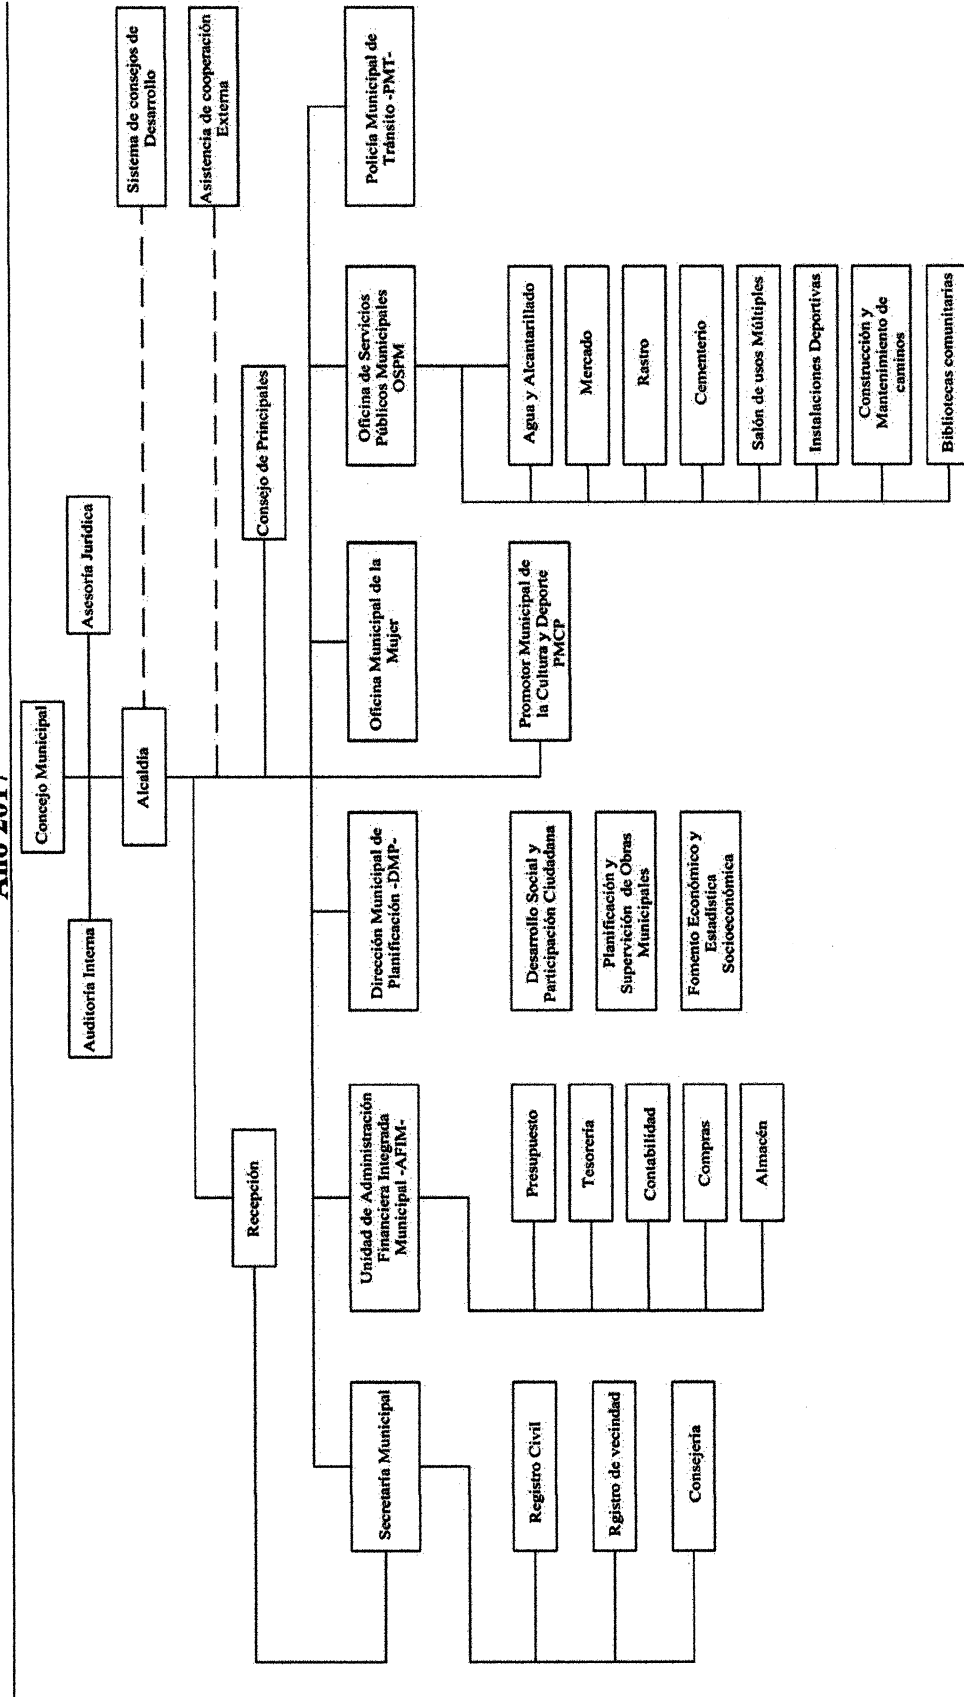 Año 2017
Concejo Municipal
Auditoría Interna
Asesoría Jurídica
Alcaldía
Sistema de consejos de
Desarrollo
Asistencia de cooperación
Externa
Recepción
Consejo de Principales
Secretaría Municipal
Unidad de Administración
Financiera Integrada
Municipal -AFIM-
Dirección Municipal de
Planificación -DMP-
Oficina Municipal de la
Mujer
Oficina de Servicios
Públicos Municipales
OSPM
Policía Municipal de
Tránsito -PMT-
Registro Civil
Rgistro de vecindad
Consejería
Presupuesto
Tesorería
Contabilidad
Compras
Almacén
Desarrollo Social y
Participación Ciudadana
Planificación y
Supervisión de Obras
Municipales
Fomento Económico y
Estadística
Socioeconómica
Promotor Municipal de
la Cultura y Deporte
PMCP
Agua y Alcantarillado
Mercado
Rastro
Cementerio
Salón de usos Múltiples
Instalaciones Deportivas
Construcción y
Mantenimiento de
caminos
Bibliotecas comunitarias